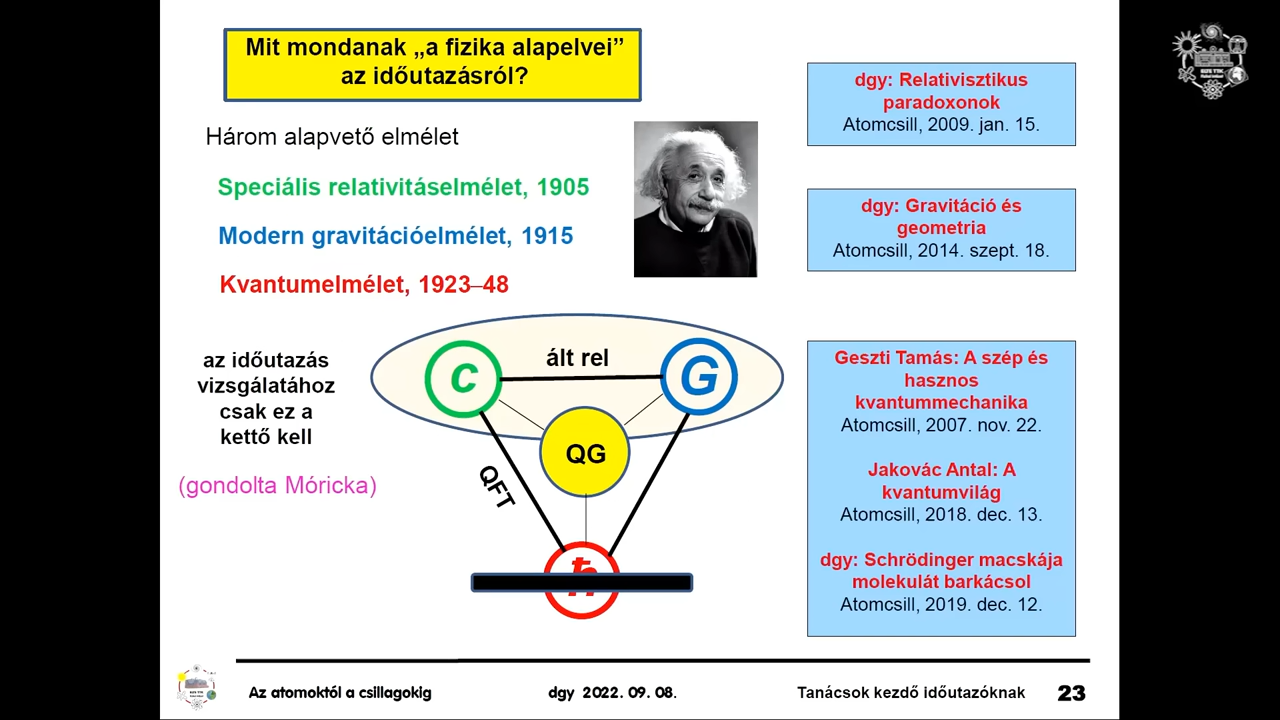 Mit mondanak „a fizika alapelvei”
az időutazásról?
Három alapvető elmélet
Speciális relativitáselmélet, 1905
Modern gravitációelmélet, 1915
Kvantumelmélet, 1923–48
az időutazás
vizsgálatához
csak ez a
kettő kell
(gondolta Móricka)
ált rel
c
G
QG
QFT
ħ
dgy: Relativisztikus
paradoxonok
Atomcsill, 2009. jan. 15.
dgy: Gravitáció és
geometria
Atomcsill, 2014. szept. 18.
Geszti Tamás: A szép és
hasznos
kvantummechanika
Atomcsill, 2007. nov. 22.
Jakovác Antal: A
kvantumvilág
Atomcsill, 2018. dec. 13.
dgy: Schrödinger macskája
molekulát barkácsol
Atomcsill, 2019. dec. 12.
Az atomoktól a csillagokig
dgy 2022. 09. 08.
Tanácsok kezdő időutazóknak
23